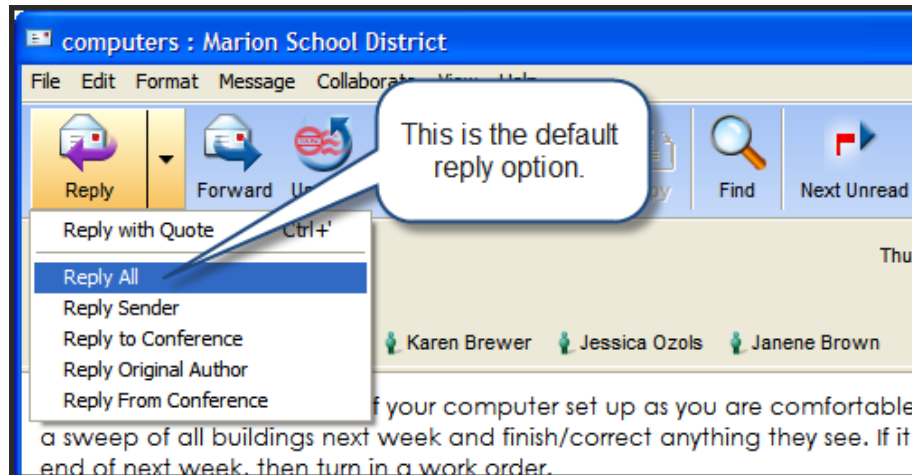 computers : Marion School District
File Edit Format Message Collaborate View Help
Reply Forward Find Next Unread
This is the default
reply option.
Reply with Quote Ctrl+'
Reply All
Reply Sender
Reply to Conference
Reply Original Author
Reply From Conference
Thu
Karen Brewer Jessica Ozols Janene Brown
f your computer set up as you are comfortable
a sweep of all buildings next week and finish/correct anything they see. If it
end of next week, then turn in a work order.